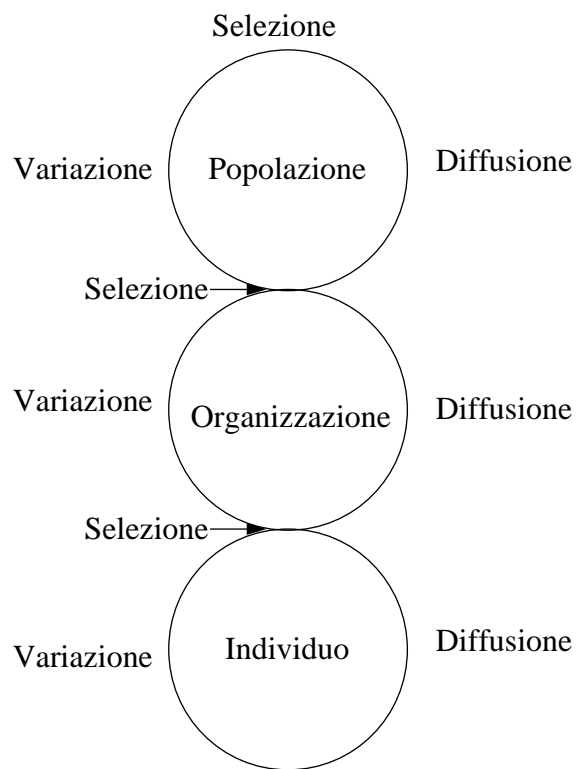 Selezione
Variazione
Popolazione
Diffusione
Selezione
Variazione
Organizzazione
Diffusione
Selezione
Variazione
Individuo
Diffusione